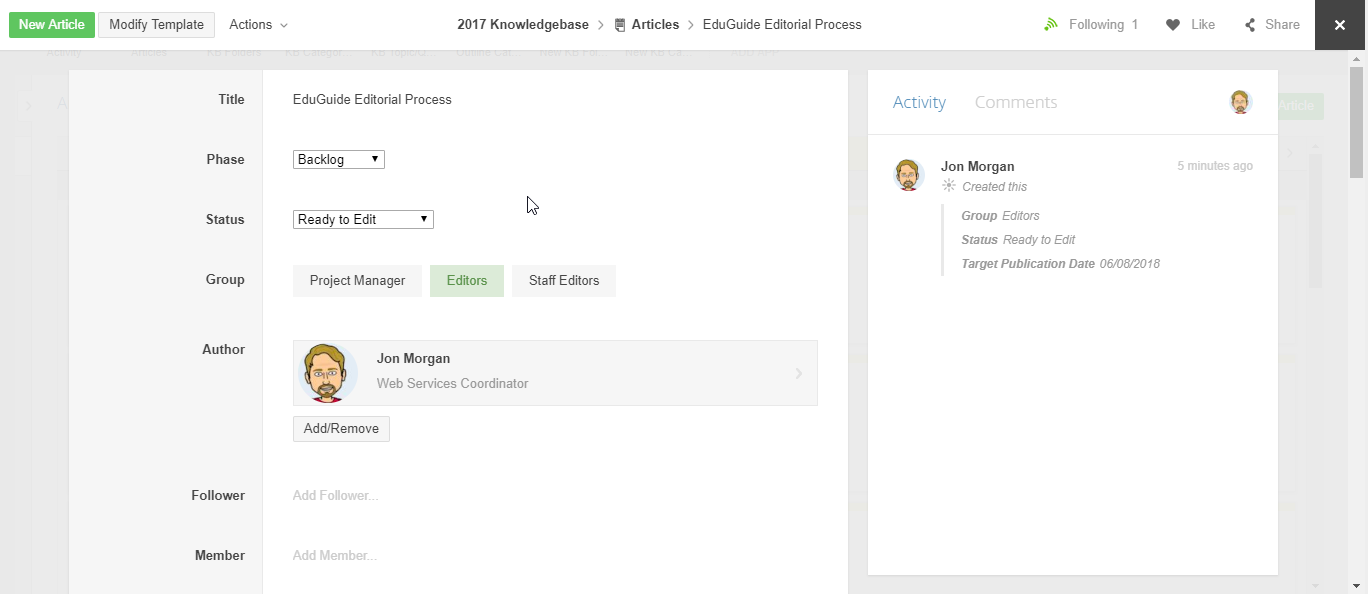 New Article Modify Template Actions 2017 Knowledgebase > Articles > EduGuide Editorial Process Following 1 Like Share ×
Title EduGuide Editorial Process
Phase Backlog
Status Ready to Edit
Group Project Manager Editors Staff Editors
Author Jon Morgan
Web Services Coordinator
Add/Remove
Follower Add Follower...
Member Add Member...
Activity Comments
Jon Morgan 5 minutes ago
Created this
Group Editors
Status Ready to Edit
Target Publication Date 06/08/2018
Article